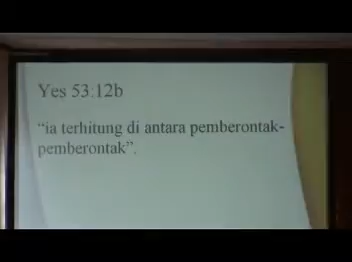 Yes 53:12b
“ia terhitung di antara pemberontak-
pemberontak”.